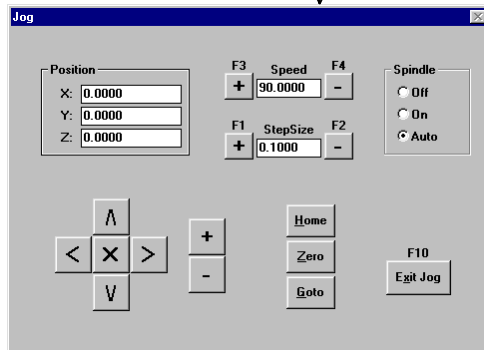 Jog
Position
X: 0.0000
Y: 0.0000
Z: 0.0000
F3 Speed F4
+ 90.0000 -
F1 StepSize F2
+ 0.1000 -
Spindle
Off
On
Auto
Λ
< X >
V
+
-
Home
Zero
Goto
F10
Exit Jog